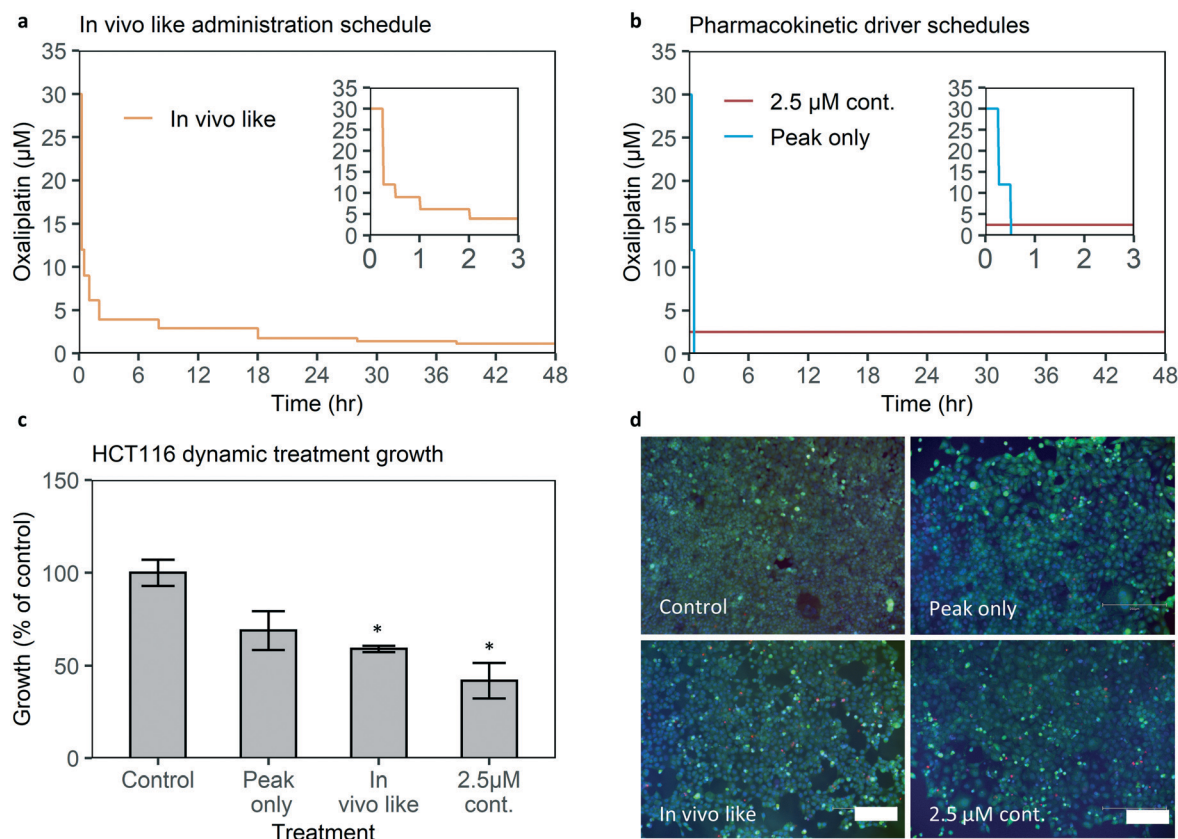 a In vivo like administration schedule
35
30
25
20
15
10
5
0
Oxaliplatin (µM)
In vivo like
35
30
25
20
15
10
5
0
0 1 2 3
0 6 12 18 24 30 36 42 48
Time (hr)
b Pharmacokinetic driver schedules
35
30
25
20
15
10
5
0
Oxaliplatin (µM)
2.5 µM cont.
Peak only
35
30
25
20
15
10
5
0
0 1 2 3
0 6 12 18 24 30 36 42 48
Time (hr)
c
HCT116 dynamic treatment growth
150
100
50
0
Growth (% of control)
* *
Control Peak In 2.5µM
only vivo like cont.
Treatment
d
Control
Peak only
In vivo like
2.5 µM cont.